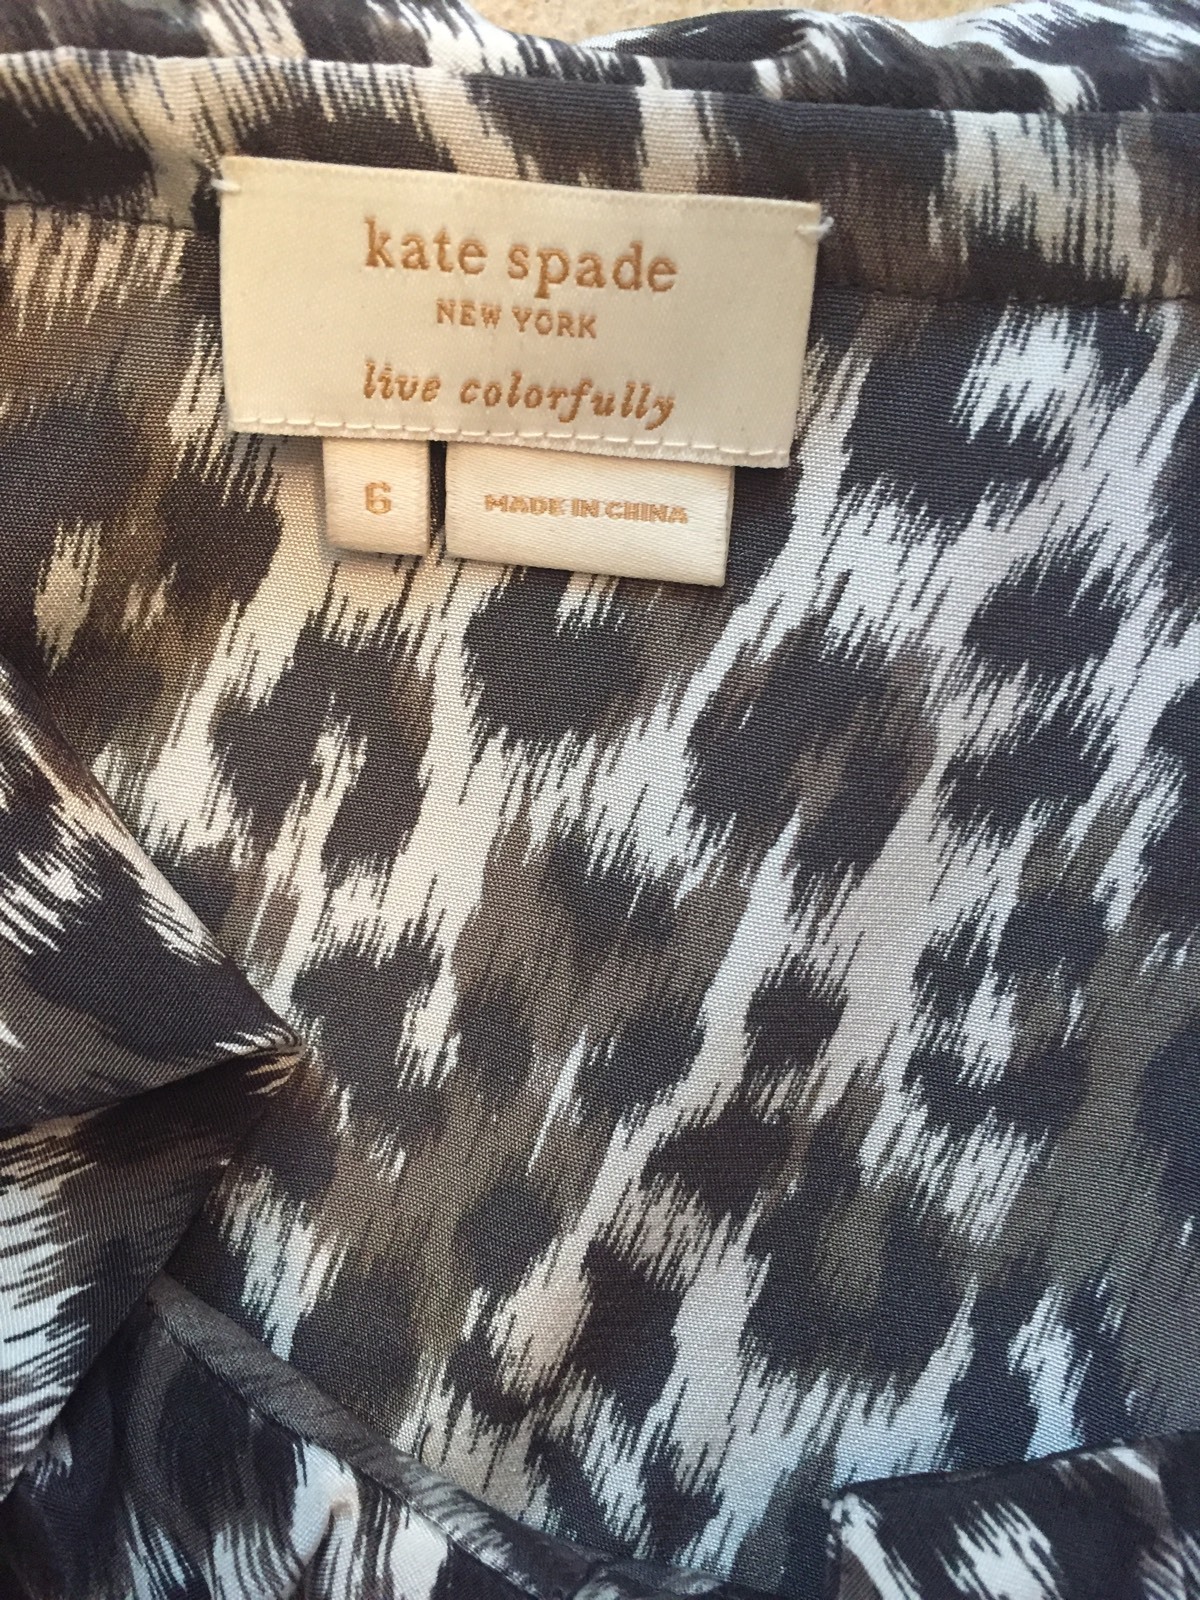 kate spade
NEW YORK
live colorfully
6
MADE IN CHINA